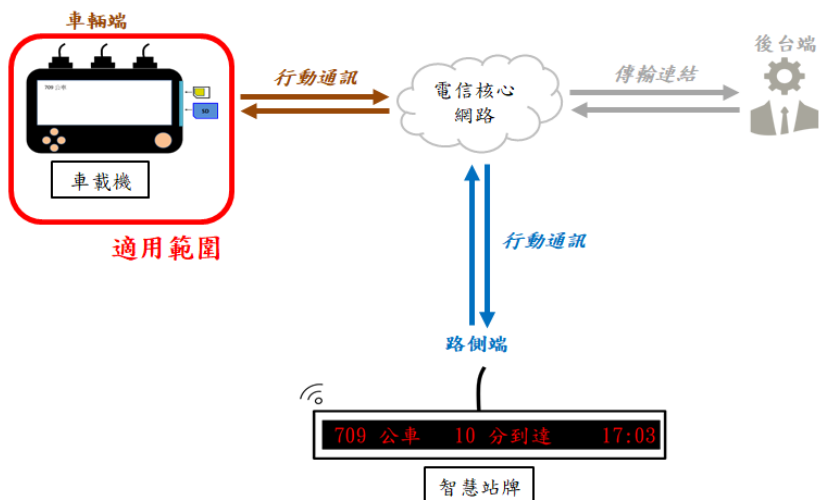 車輛端
709 公車
SD
車載機
適用範圍
行動通訊
電信核心
網路
傳輸連結
後台端
行動通訊
路側端
709 公車 10 分到達 17:03
智慧站牌